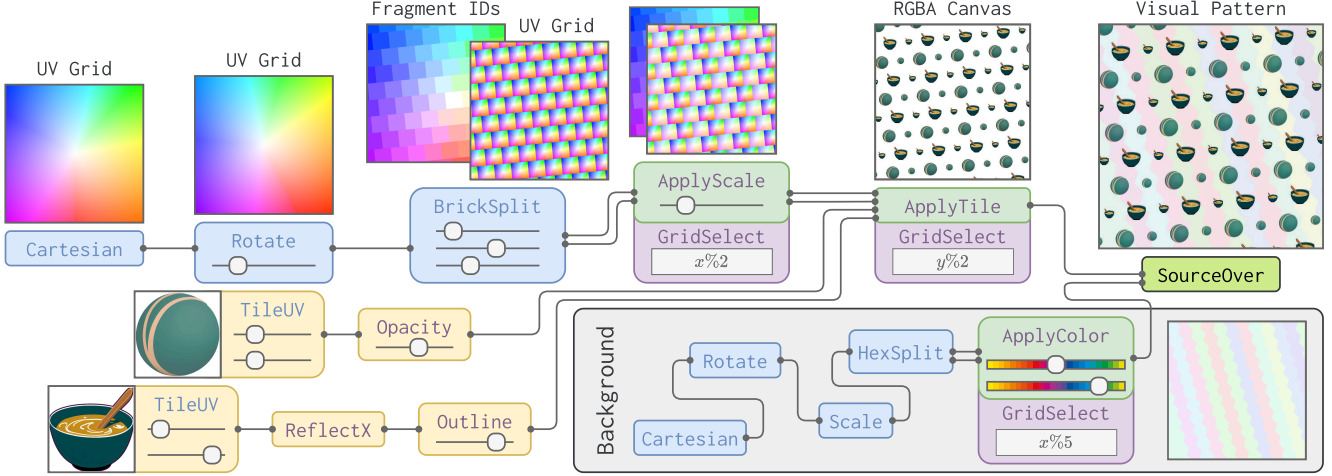 Fragment IDs
RGBA Canvas
Visual Pattern
UV Grid
UV Grid
UV Grid
Cartesian
Rotate
BrickSplit
ApplyScale
GridSelect
x%2
ApplyTile
GridSelect
y%2
SourceOver
TileUV
Opacity
TileUV
ReflectX
Outline
Background
Cartesian
Rotate
Scale
HexSplit
ApplyColor
GridSelect
x%5